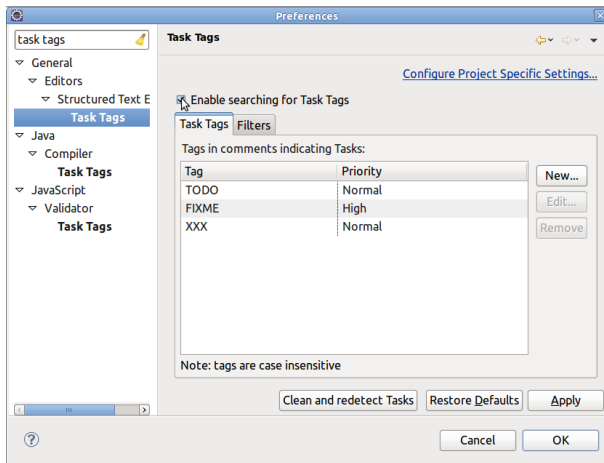 Preferences
task tags
Task Tags
General
Editors
Structured Text E
Task Tags
Java
Compiler
Task Tags
JavaScript
Validator
Task Tags
Configure Project Specific Settings...
Enable searching for Task Tags
Task Tags Filters
Tags in comments indicating Tasks:
Tag Priority
TODO Normal
FIXME High
XXX Normal
New...
Edit...
Remove
Note: tags are case insensitive
Clean and redetect Tasks Restore Defaults Apply
? Cancel OK